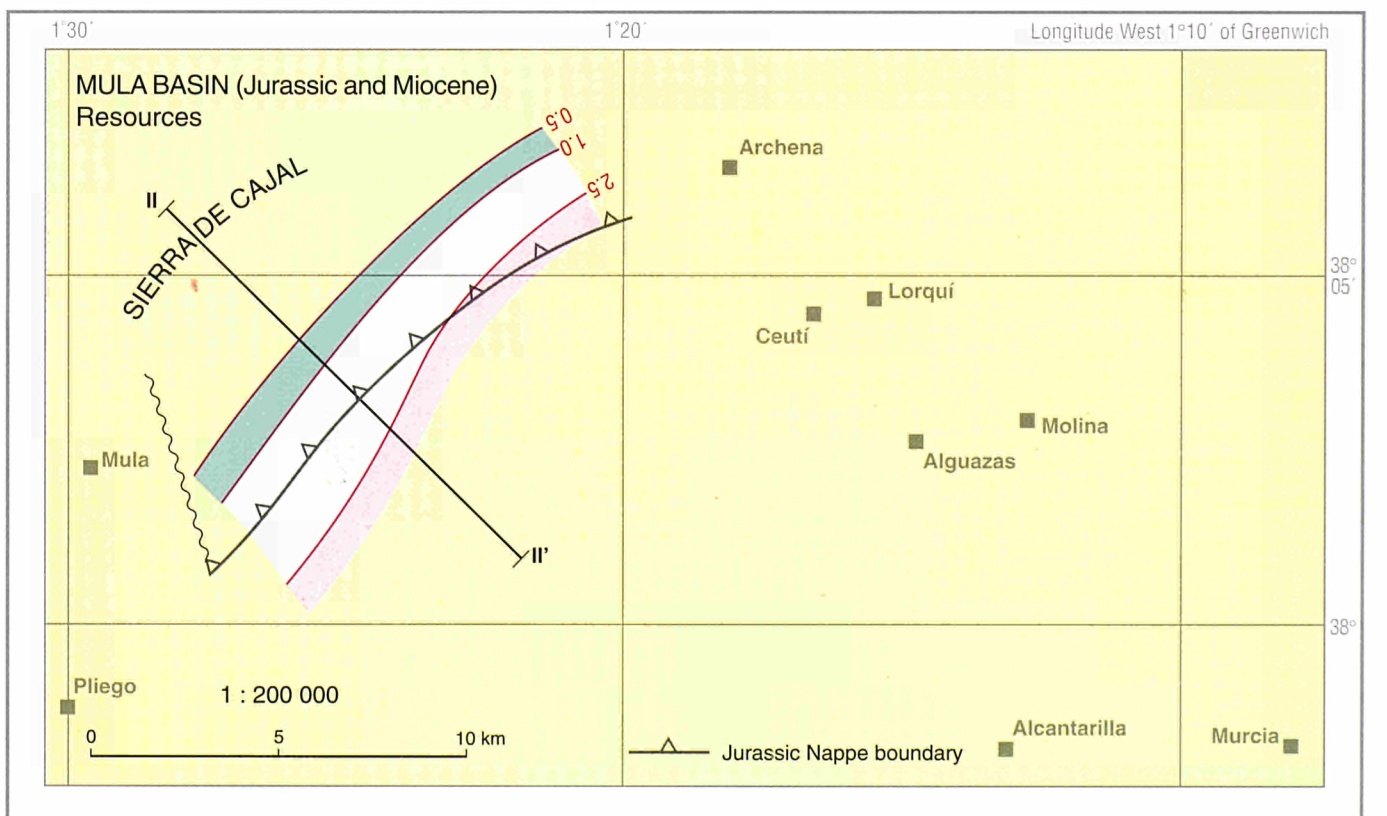 1°30´
1°20´
Longitude West 1°10´ of Greenwich
MULA BASIN (Jurassic and Miocene)
Resources
0.5
1.0
2.5
SIERRA DE CAJAL
II
II'
Archena
38°
05´
Lorquí
Ceutí
Molina
Alguazas
Mula
38°
Pliego
1 : 200 000
0 5 10 km
Jurassic Nappe boundary
Alcantarilla
Murcia